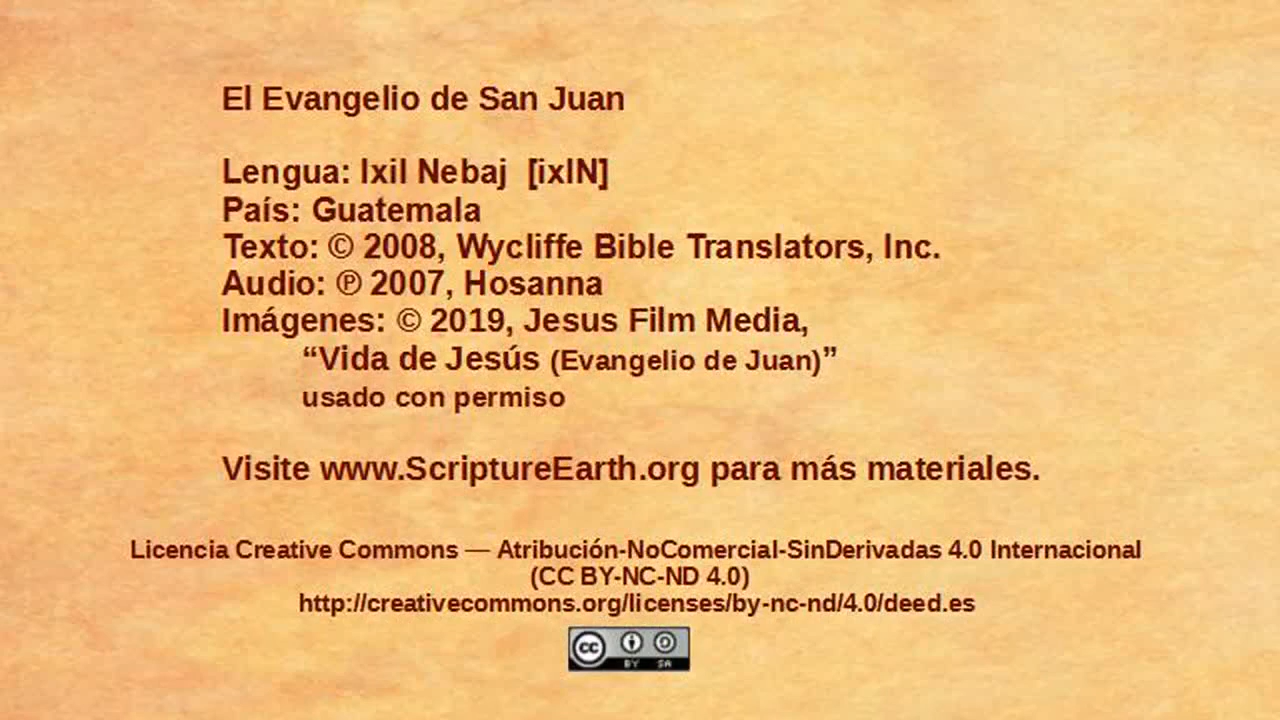 El Evangelio de San Juan
Lengua: Ixil Nebaj [ixlN]
País: Guatemala
Texto: © 2008, Wycliffe Bible Translators, Inc.
Audio: ℗ 2007, Hosanna
Imágenes: © 2019, Jesus Film Media,
“Vida de Jesús (Evangelio de Juan)”
usado con permiso
Visite www.ScriptureEarth.org para más materiales.
Licencia Creative Commons — Atribución-NoComercial-SinDerivadas 4.0 Internacional
(CC BY-NC-ND 4.0)
http://creativecommons.org/licenses/by-nc-nd/4.0/deed.es
cc BY SA